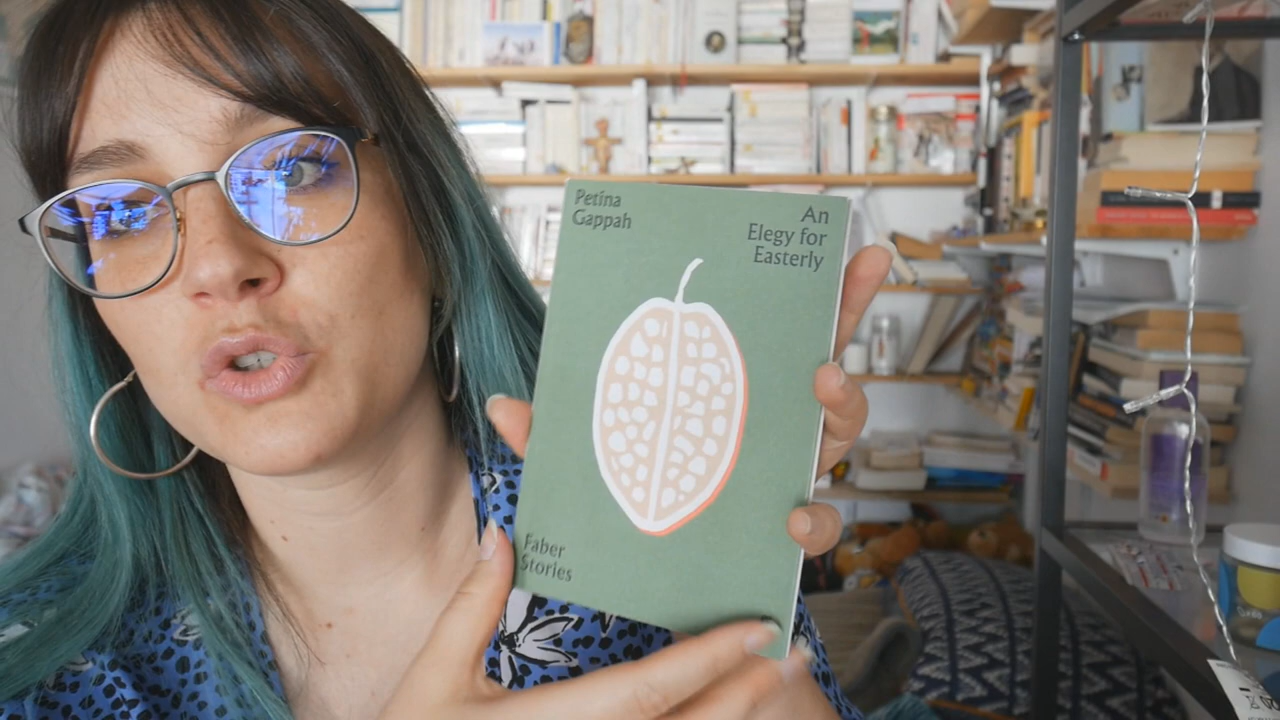 Petina
Gappah
An
Elegy for
Easterly
Faber
Stories